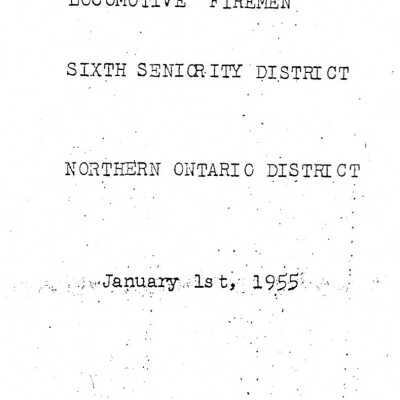 LOCOMOTIVE FIREMEN
SIXTH SENIORITY DISTRICT
NORTHERN ONTARIO DISTRICT
January 1st, 1955